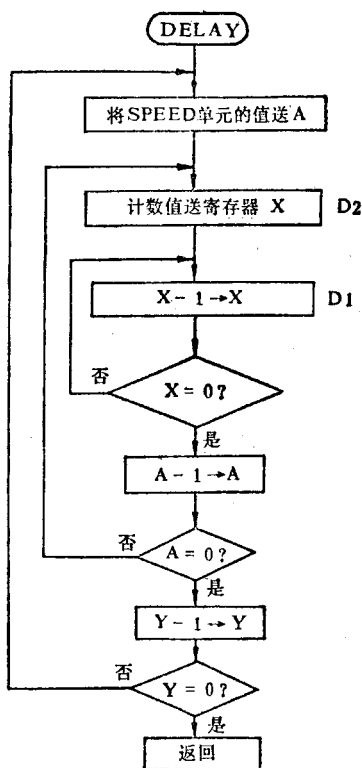 DELAY
将SPEED单元的值送A
计数值送寄存器 X D2
X - 1→X D1
否
X = 0?
是
A - 1→A
否
A = 0?
是
Y - 1→Y
否
Y = 0?
是
返回